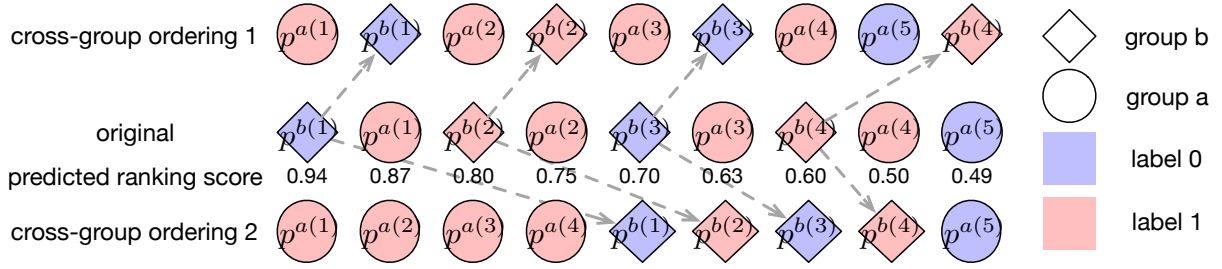 cross-group ordering 1 p^{a(1)} p^{b(1)} p^{a(2)} p^{b(2)} p^{a(3)} p^{b(3)} p^{a(4)} p^{a(5)} p^{b(4)}
original p^{b(1)} p^{a(1)} p^{b(2)} p^{a(2)} p^{b(3)} p^{a(3)} p^{b(4)} p^{a(4)} p^{a(5)}
predicted ranking score 0.94 0.87 0.80 0.75 0.70 0.63 0.60 0.50 0.49
cross-group ordering 2 p^{a(1)} p^{a(2)} p^{a(3)} p^{a(4)} p^{b(1)} p^{b(2)} p^{b(3)} p^{b(4)} p^{a(5)}
group b
group a
label 0
label 1